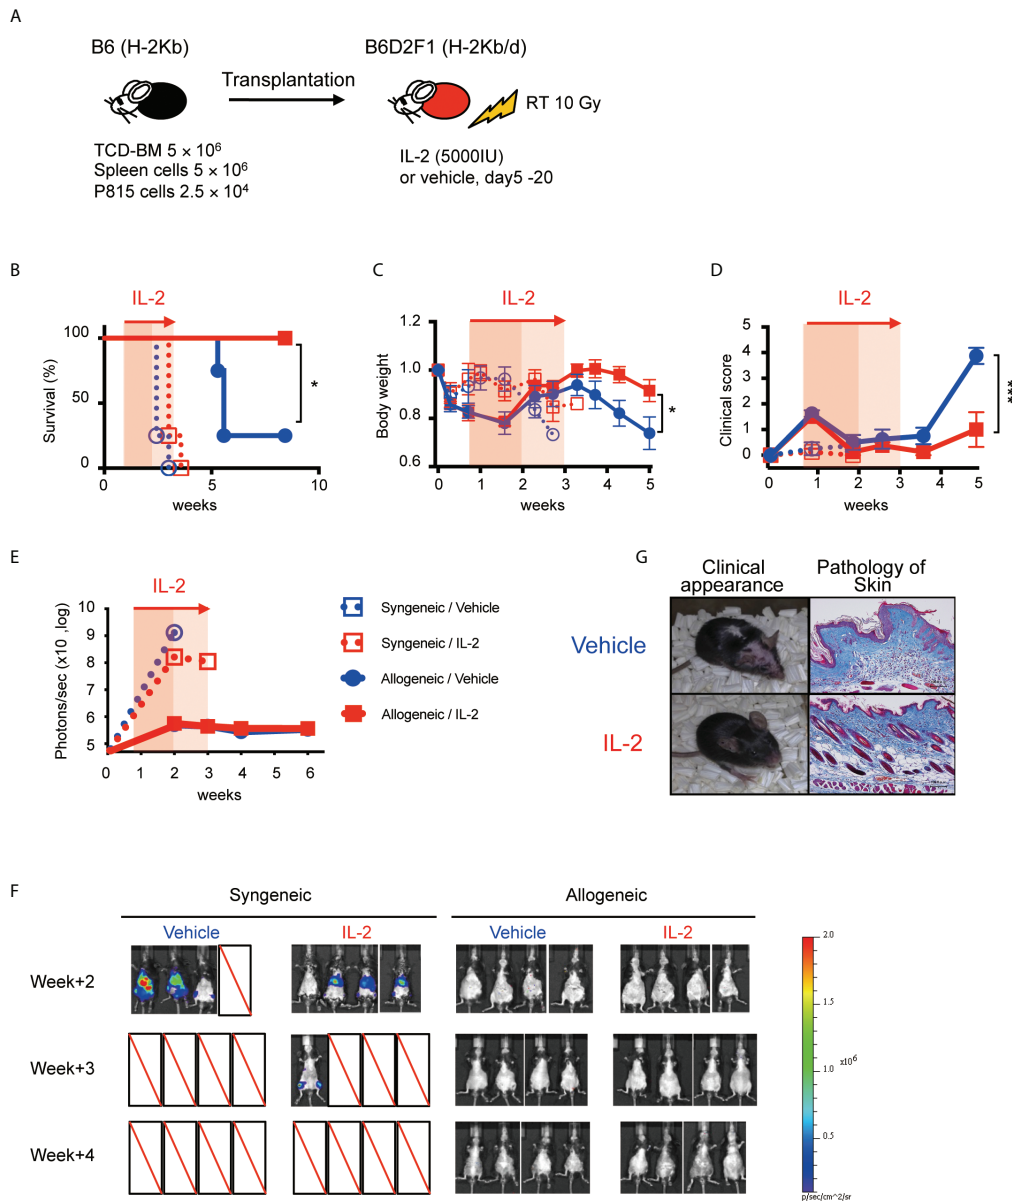 A
B6 (H-2Kb)
B6D2F1 (H-2Kb/d)
Transplantation
RT 10 Gy
TCD-BM 5 × 10⁶
Spleen cells 5 × 10⁶
P815 cells 2.5 × 10⁴
IL-2 (5000IU)
or vehicle, day5 -20
B
IL-2
Survival (%)
100
50
0
0 5 10
weeks
*
C
IL-2
Body weight
1.2
1.0
0.8
0.6
0 1 2 3 4 5
weeks
*
D
IL-2
Clinical score
5
4
3
2
1
0
0 1 2 3 4 5
weeks
***
E
IL-2
Photons/sec (x10 ,log)
10
9
8
7
6
5
0 1 2 3 4 5 6
weeks
Syngeneic / Vehicle
Syngeneic / IL-2
Allogeneic / Vehicle
Allogeneic / IL-2
G
Clinical
appearance
Pathology of
Skin
Vehicle
IL-2
F
Syngeneic
Allogeneic
Vehicle
IL-2
Vehicle
IL-2
Week+2
Week+3
Week+4
2.0
1.5
1.0
x10⁶
0.5
p/sec/cm^2/sr